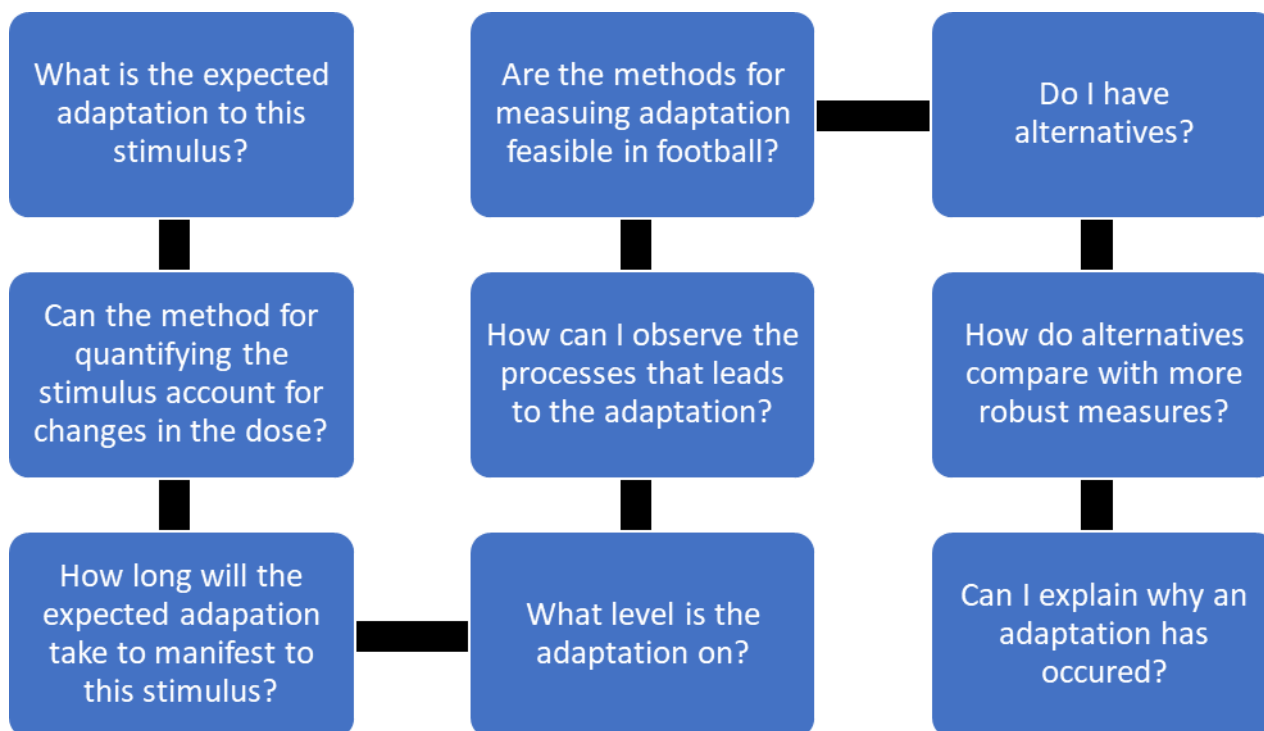 What is the expected
adaptation to this
stimulus?
Can the method for
quantifying the
stimulus account for
changes in the dose?
How long will the
expected adapation
take to manifest to
this stimulus?
What level is the
adaptation on?
How can I observe the
processes that leads
to the adaptation?
Are the methods for
measuing adaptation
feasible in football?
Do I have
alternatives?
How do alternatives
compare with more
robust measures?
Can I explain why an
adaptation has
occured?